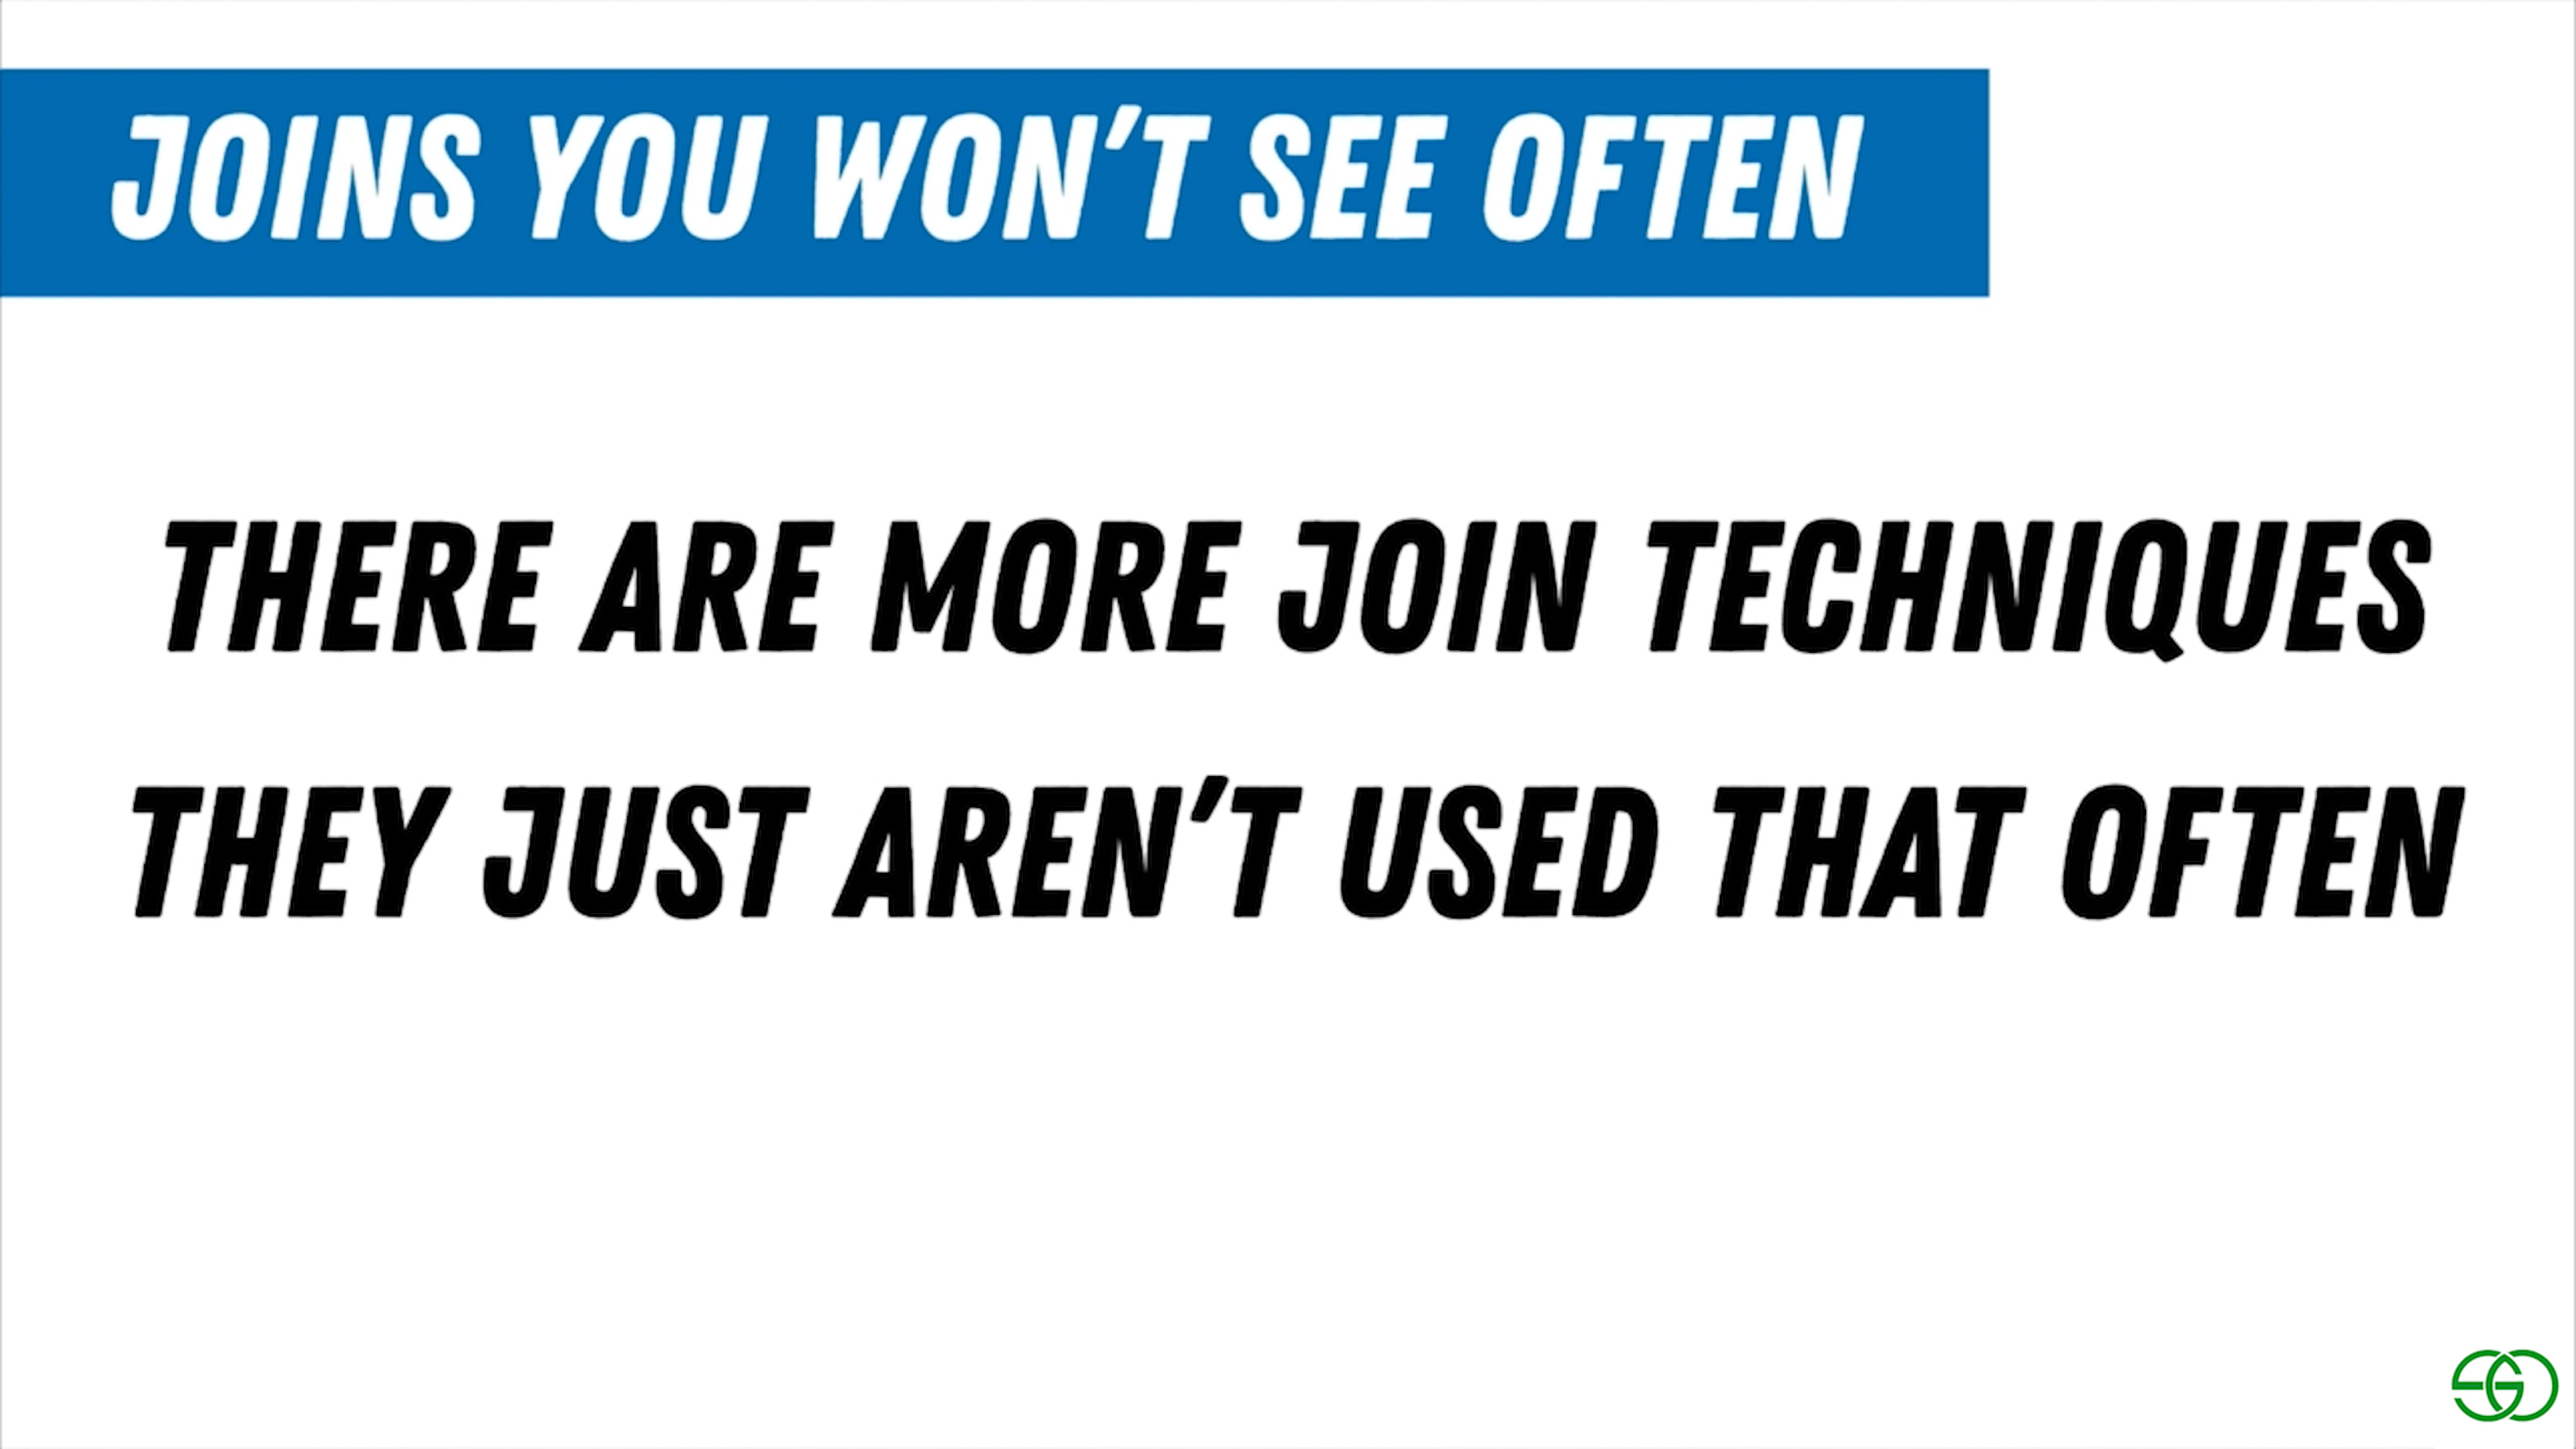 JOINS YOU WON'T SEE OFTEN
THERE ARE MORE JOIN TECHNIQUES
THEY JUST AREN'T USED THAT OFTEN